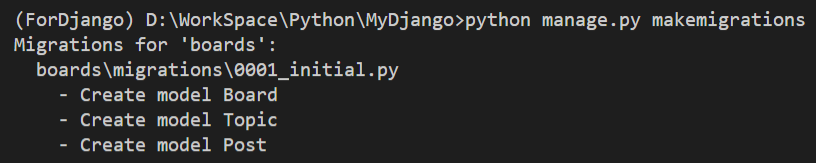 (ForDjango) D:\WorkSpace\Python\MyDjango>python manage.py makemigrations
Migrations for 'boards':
  boards\migrations\0001_initial.py
    - Create model Board
    - Create model Topic
    - Create model Post